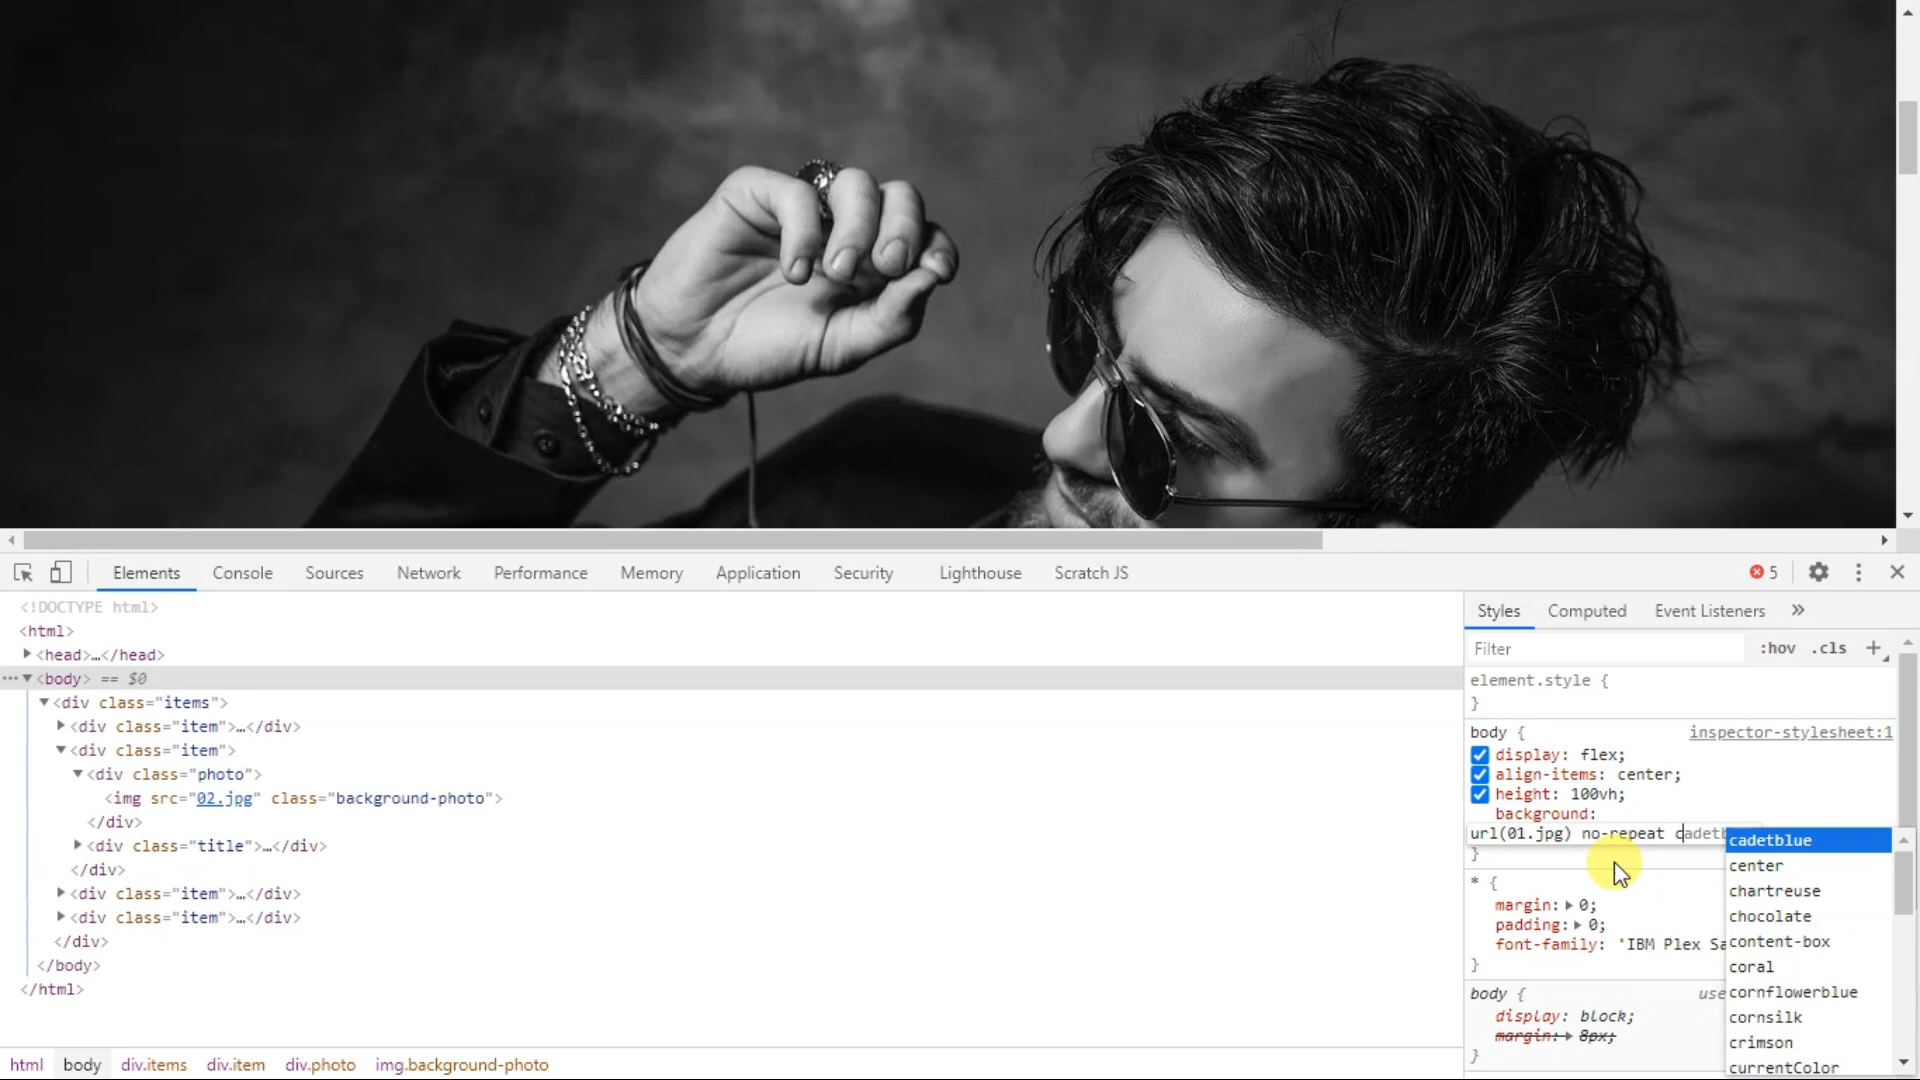 Elements Console Sources Network Performance Memory Application Security Lighthouse Scratch JS 5
<!DOCTYPE html>
<html>
<head>…</head>
<body> == $0
<div class="items">
<div class="item">…</div>
<div class="item">
<div class="photo">
<img src="02.jpg" class="background-photo">
</div>
<div class="title">…</div>
</div>
<div class="item">…</div>
<div class="item">…</div>
</div>
</body>
</html>
html body div.items div.item div.photo img.background-photo
Styles Computed Event Listeners
Filter :hov .cls
element.style {
}
body { inspector-stylesheet:1
display: flex;
align-items: center;
height: 100vh;
background:
url(01.jpg) no-repeat cadetb
}
* {
margin: 0;
padding: 0;
font-family: 'IBM Plex Sa
}
body { use
display: block;
margin: 8px;
}
cadetblue
center
chartreuse
chocolate
content-box
coral
cornflowerblue
cornsilk
crimson
currentColor